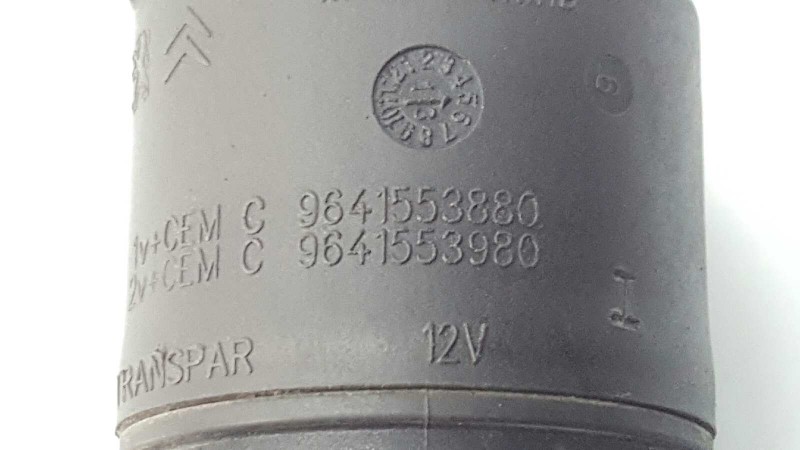 1v+CEM C 9641553880
2v+CEM C 9641553980
TRANSPAR 12V